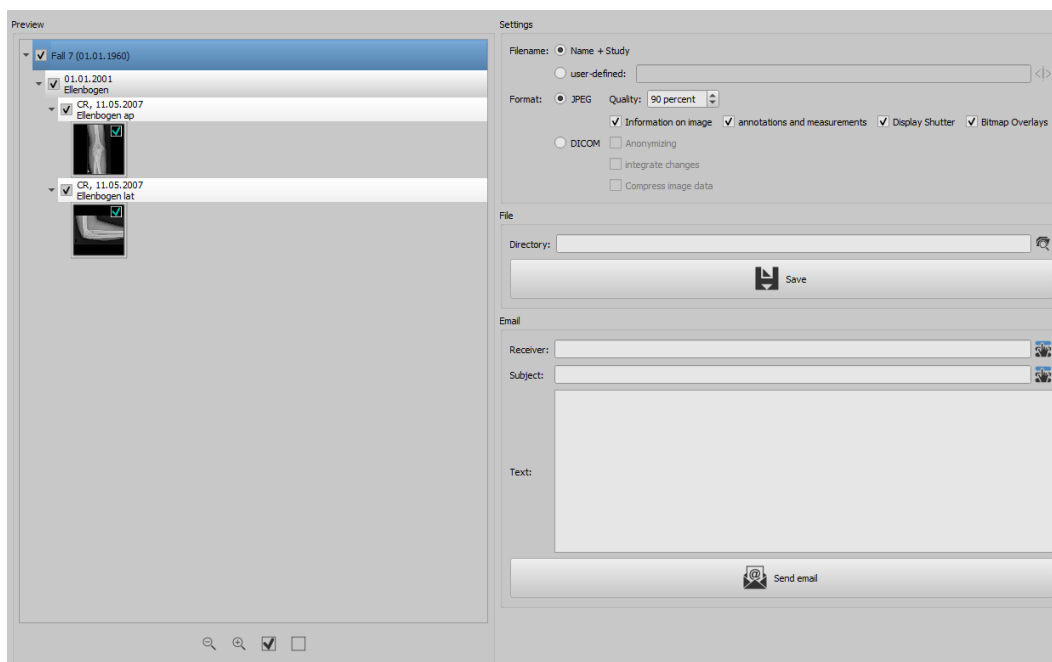 Preview
Fall 7 (01.01.1960)
01.01.2001
Ellenbogen
CR, 11.05.2007
Ellenbogen ap
CR, 11.05.2007
Ellenbogen lat
Settings
Filename: Name + Study
user-defined:
Format: JPEG Quality: 90 percent
Information on image annotations and measurements Display Shutter Bitmap Overlays
DICOM Anonymizing
integrate changes
Compress image data
File
Directory:
Save
Email
Receiver:
Subject:
Text:
Send email